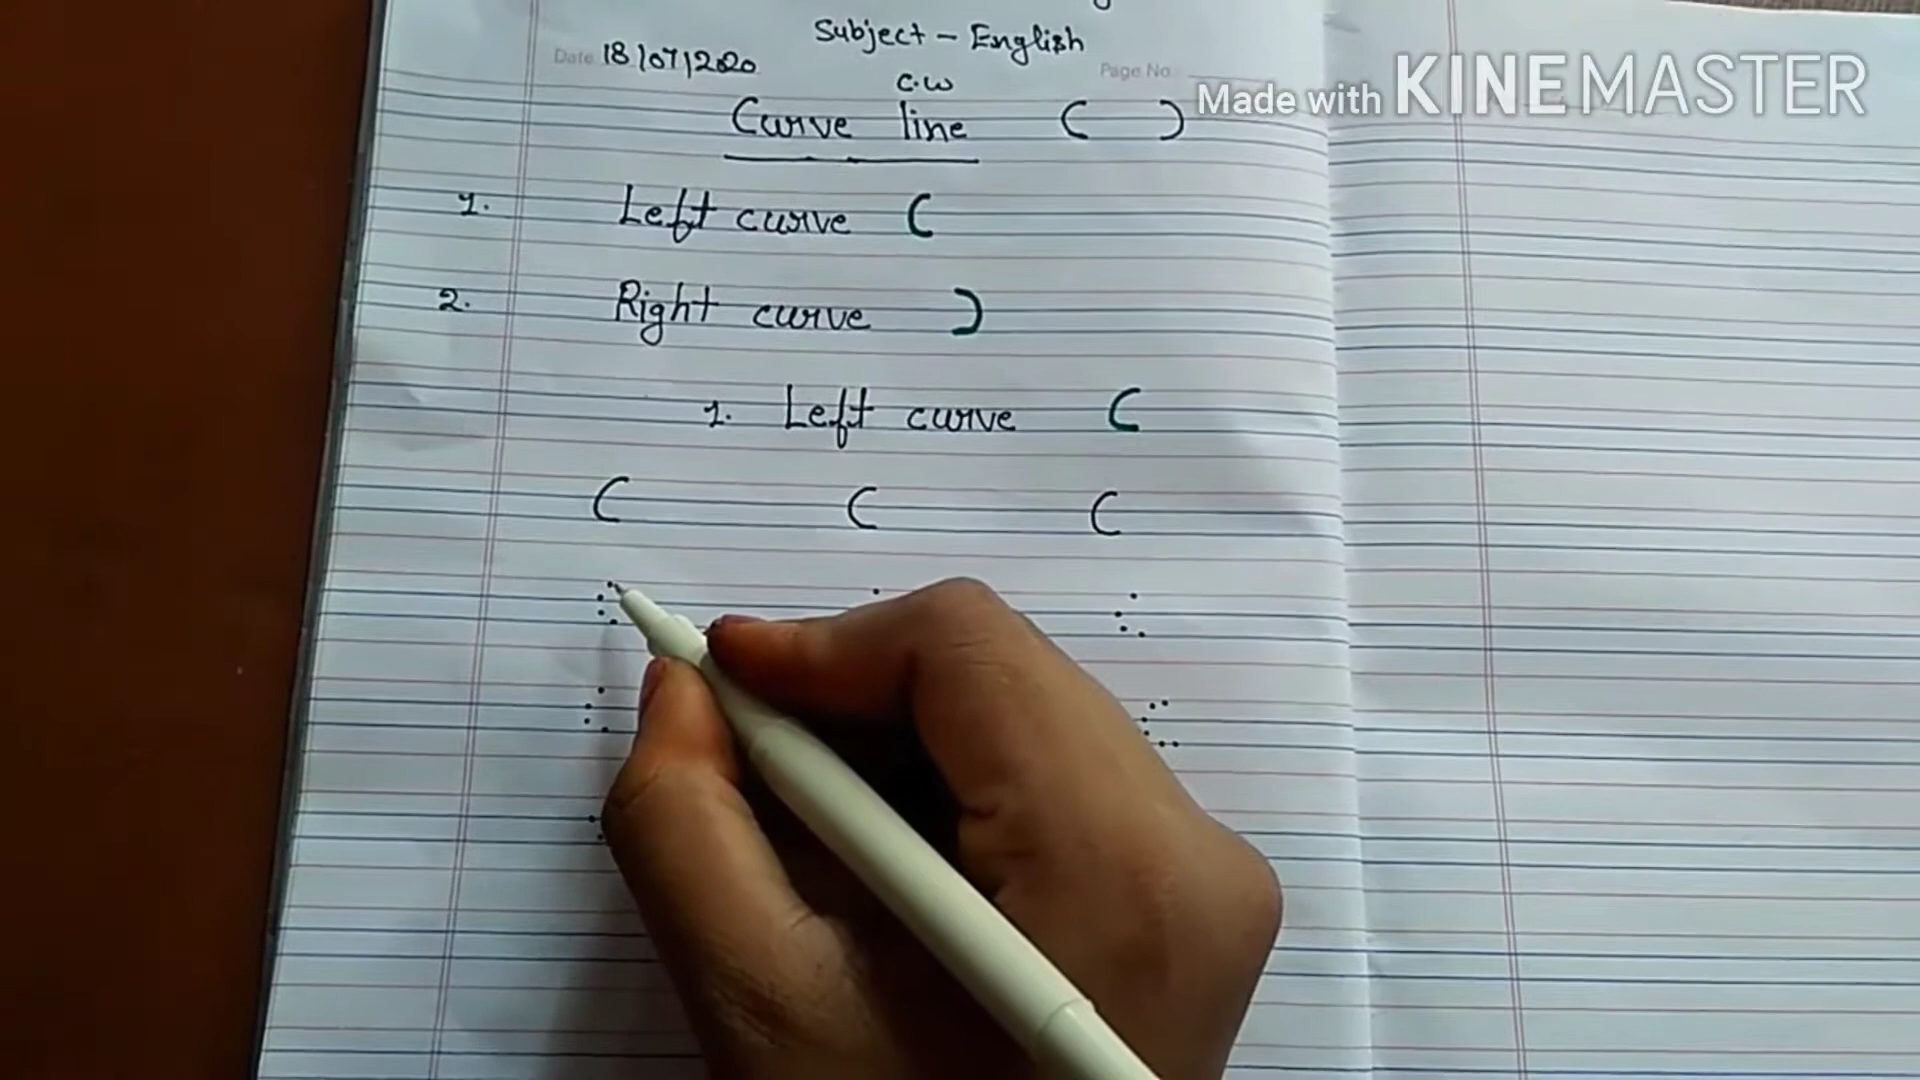 Subject - English
Date 18/07/2020
Page No.
Made with KINEMASTER
C.W
Curve line ( )
1. Left curve (
2. Right curve )
1. Left curve (
( ( (